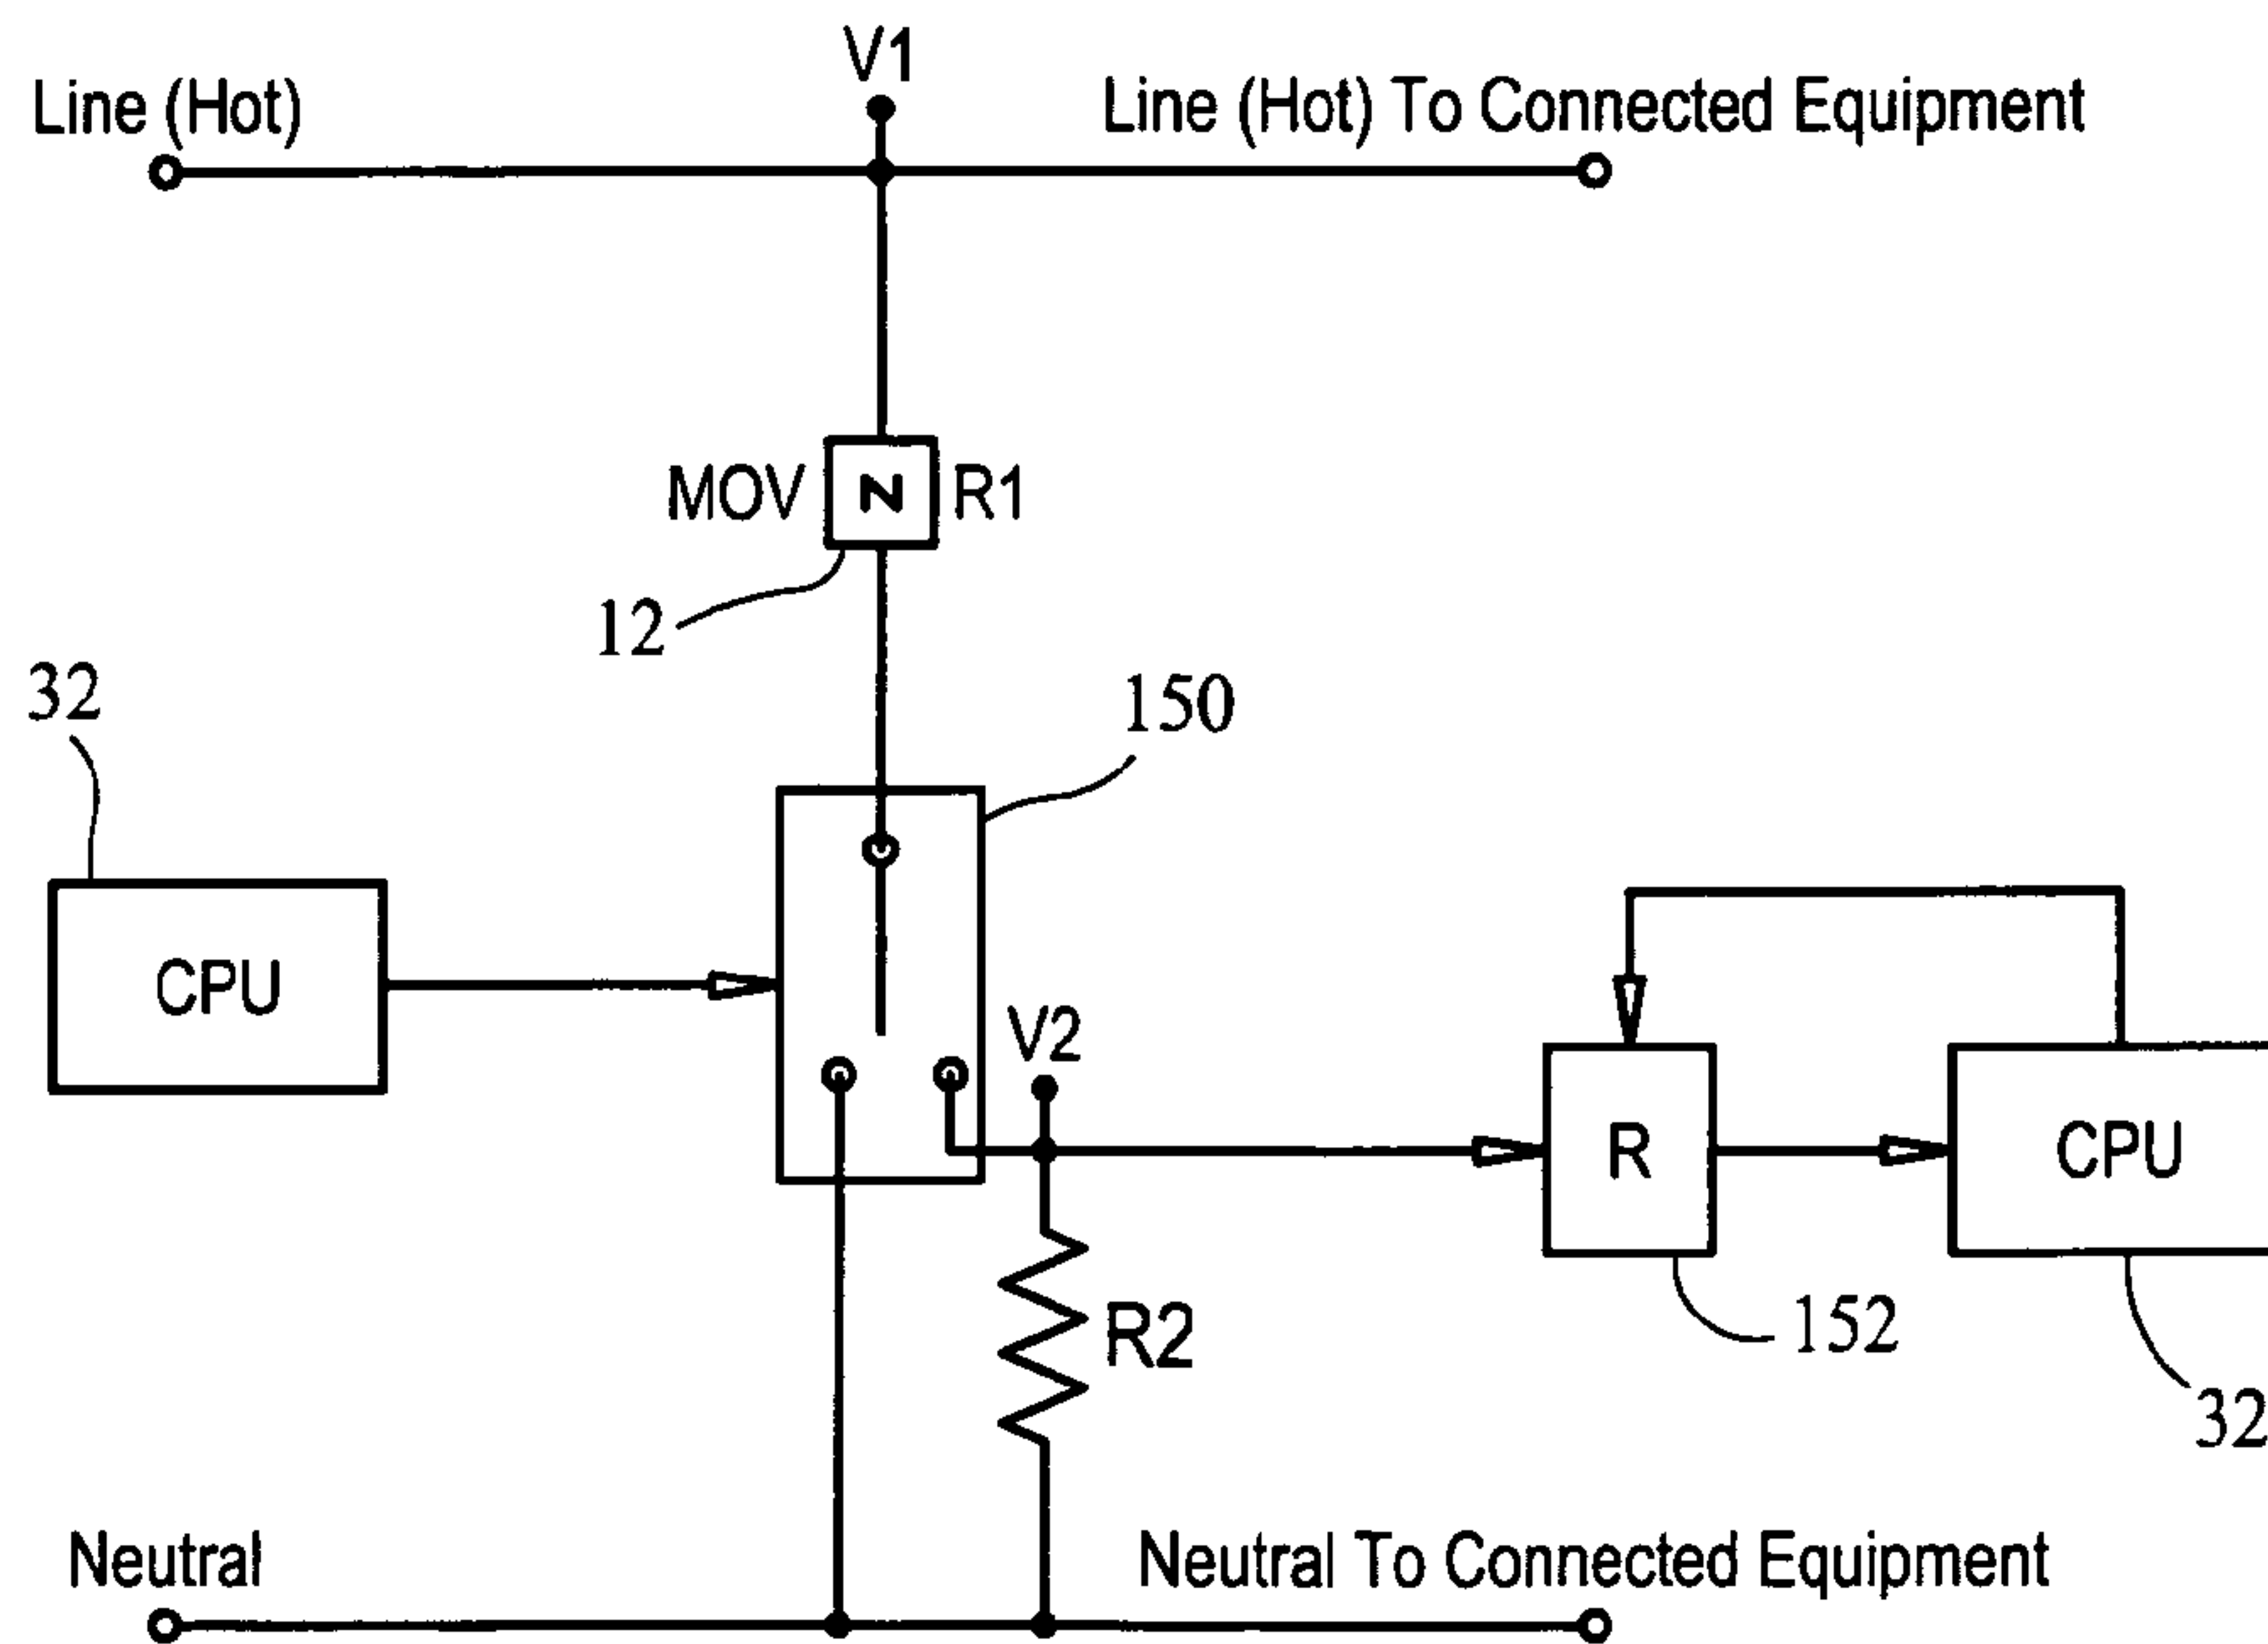 V1
Line (Hot)
Line (Hot) To Connected Equipment
MOV
N
R1
12
32
150
CPU
V2
R
CPU
152
R2
32
Neutral
Neutral To Connected Equipment